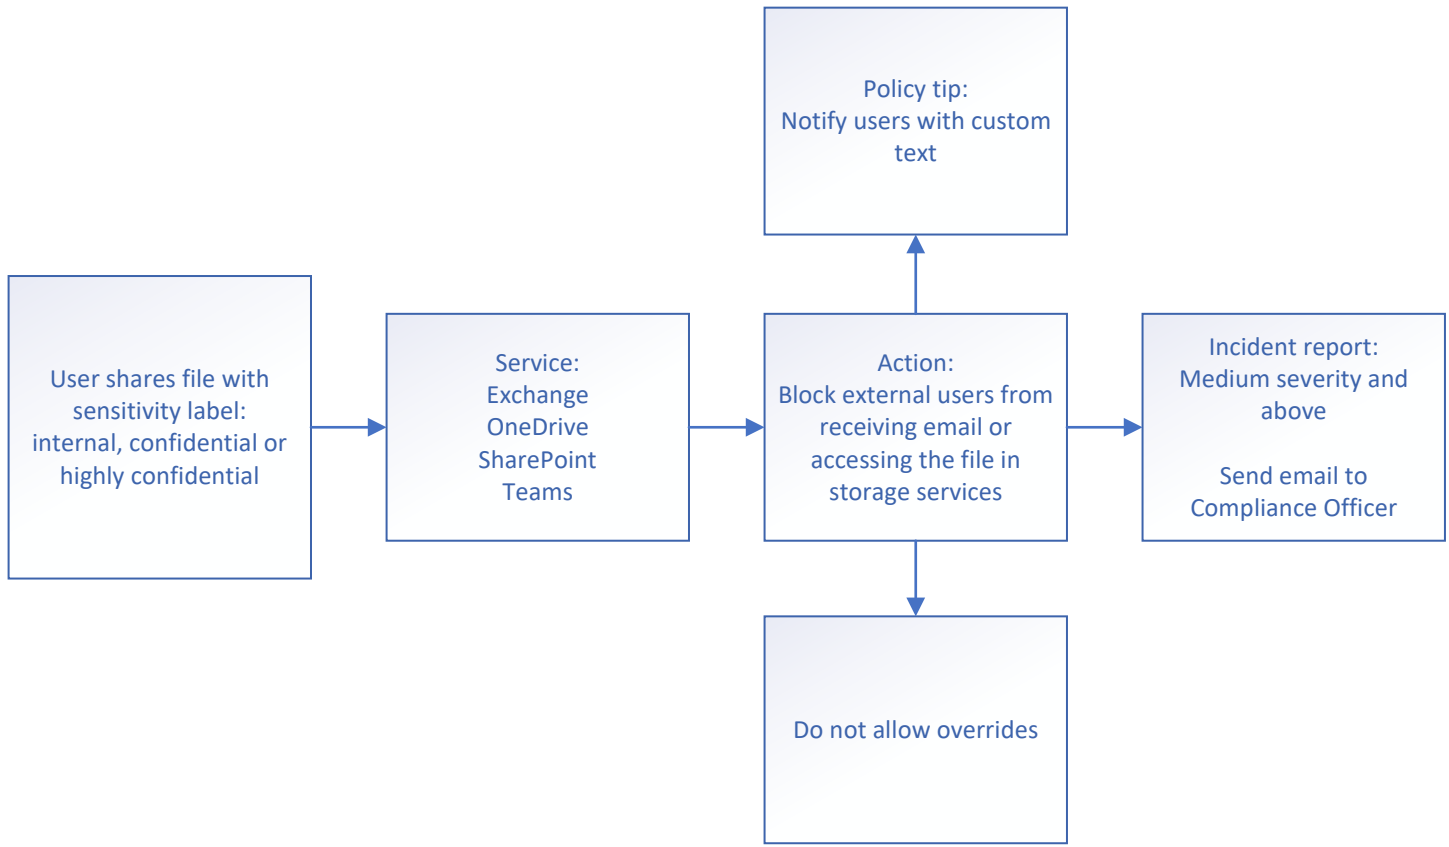 Policy tip:
Notify users with custom
text
User shares file with
sensitivity label:
internal, confidential or
highly confidential
Service:
Exchange
OneDrive
SharePoint
Teams
Action:
Block external users from
receiving email or
accessing the file in
storage services
Incident report:
Medium severity and
above
Send email to
Compliance Officer
Do not allow overrides